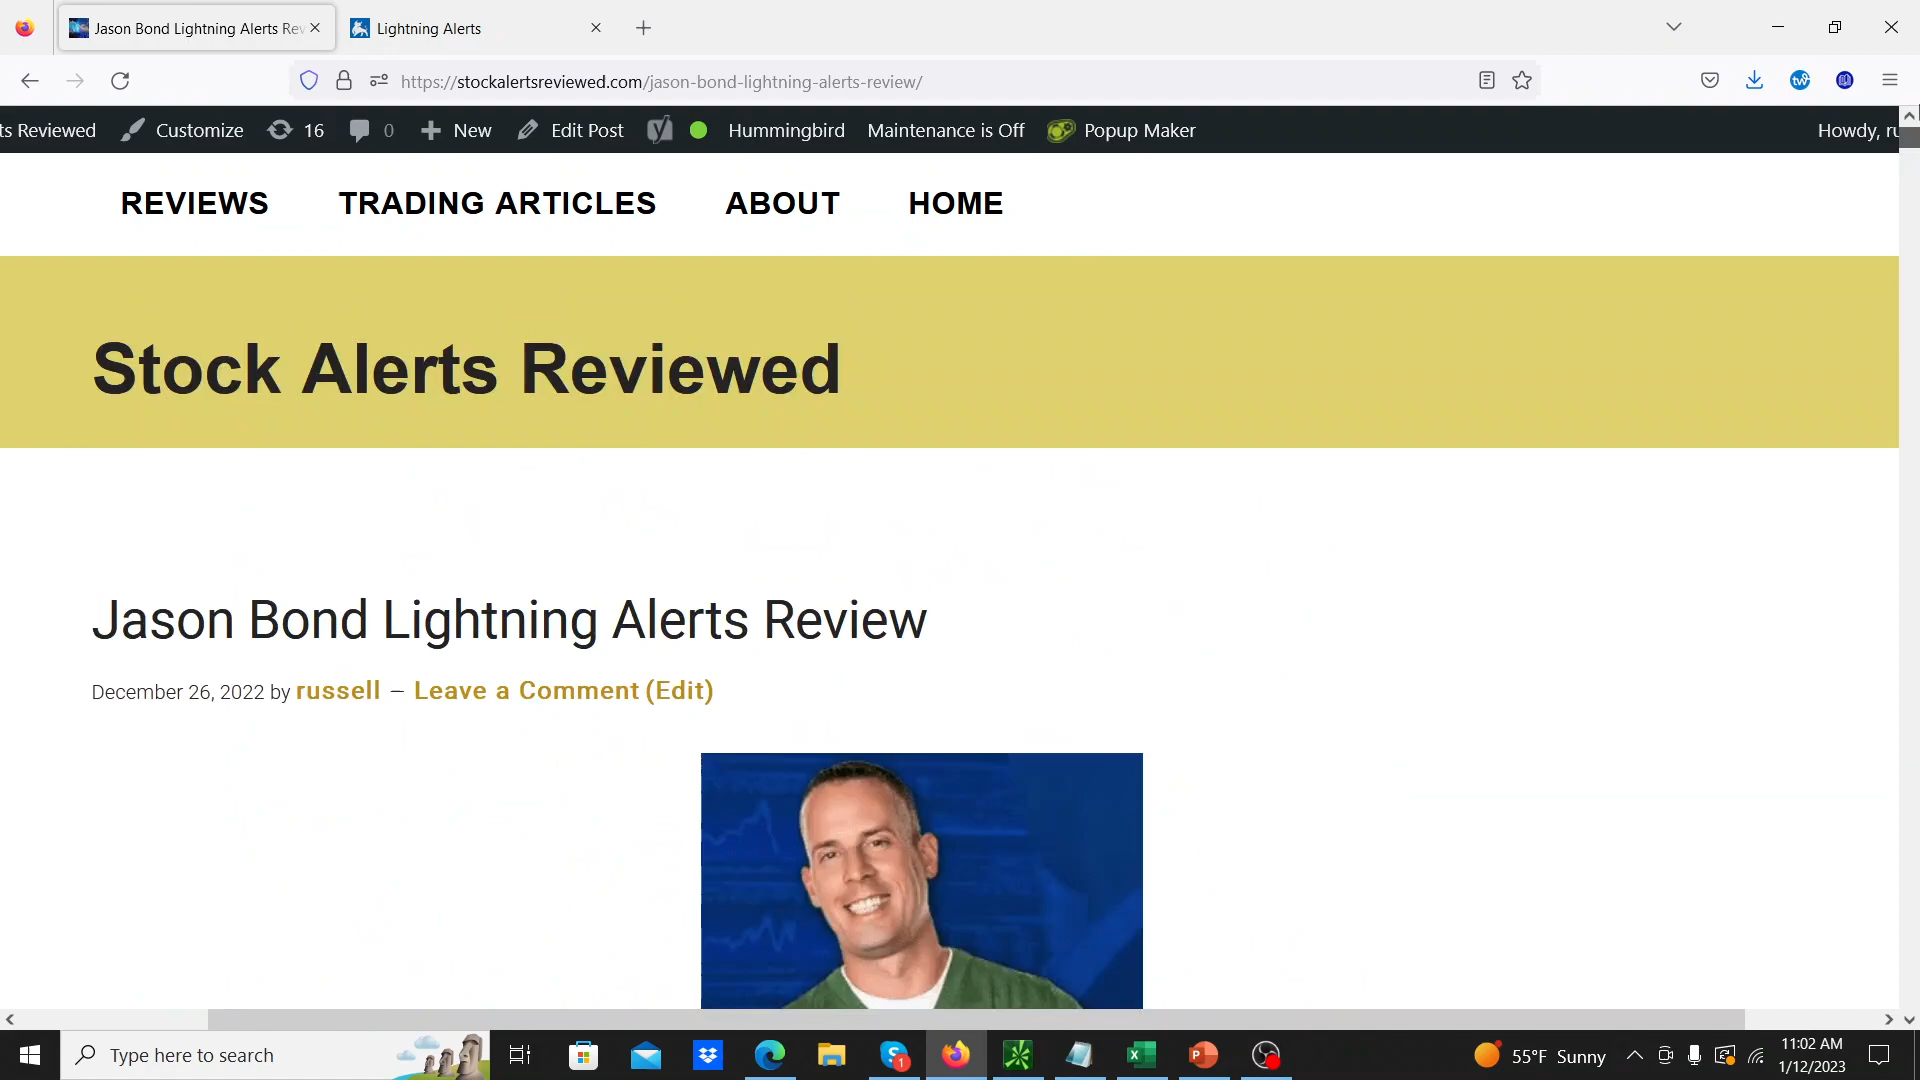 Jason Bond Lightning Alerts Rev
Lightning Alerts
https://stockalertsreviewed.com/jason-bond-lightning-alerts-review/
ts Reviewed
Customize
16
0
New
Edit Post
Hummingbird
Maintenance is Off
Popup Maker
Howdy, ru
REVIEWS
TRADING ARTICLES
ABOUT
HOME
Stock Alerts Reviewed
Jason Bond Lightning Alerts Review
December 26, 2022 by russell — Leave a Comment (Edit)
Type here to search
1
55°F Sunny
11:02 AM
1/12/2023